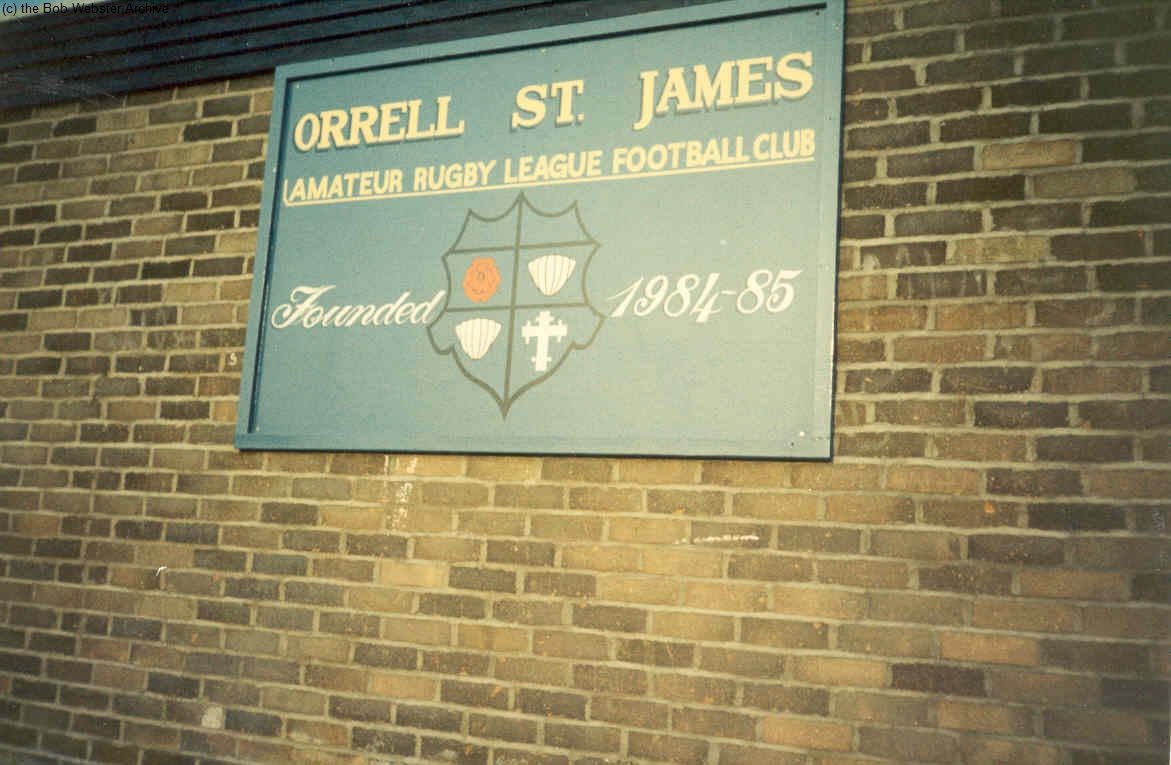 (c) the Bob Webster Archive
ORRELL ST. JAMES
AMATEUR RUGBY LEAGUE FOOTBALL CLUB
Founded 1984-85